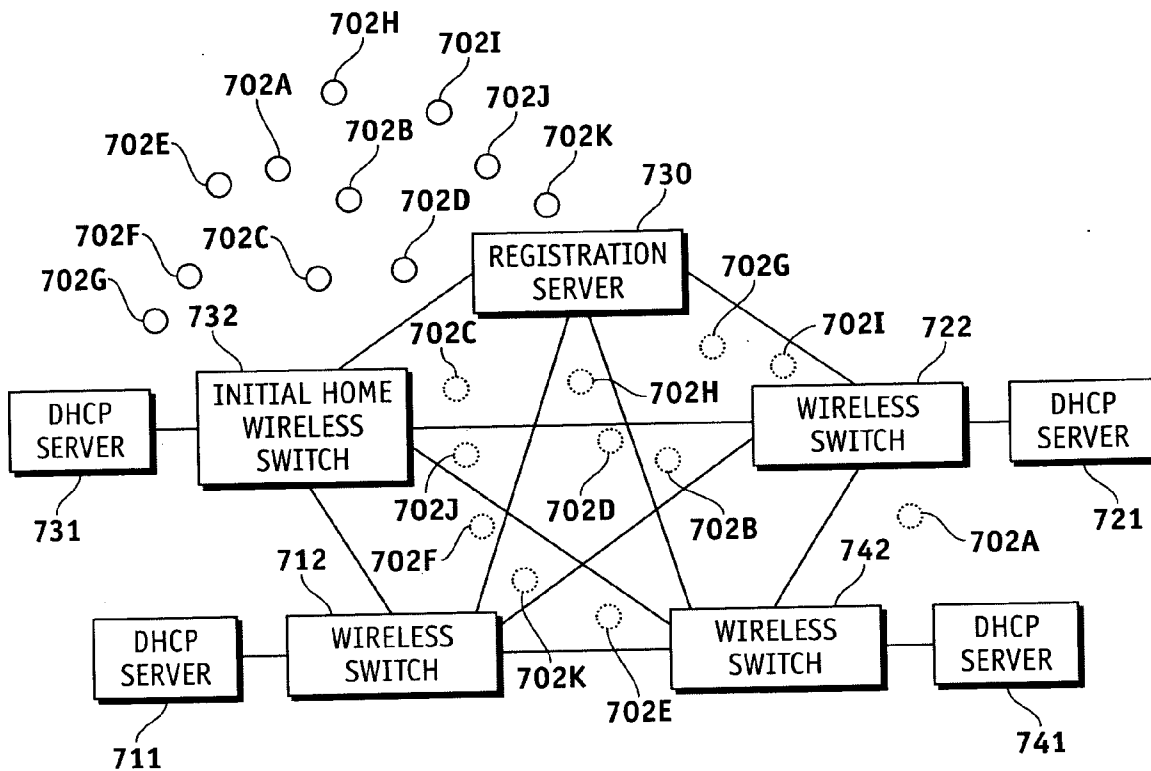 702H
702I
702A
702J
702E
702B
702K
702D
730
702F
702C
702G
REGISTRATION
SERVER
702G
732
702C
702I
722
INITIAL HOME
WIRELESS
SWITCH
702H
WIRELESS
SWITCH
DHCP
SERVER
DHCP
SERVER
702J
702D
702B
731
702F
721
702A
712
742
DHCP
SERVER
WIRELESS
SWITCH
WIRELESS
SWITCH
DHCP
SERVER
702K
702E
711
741